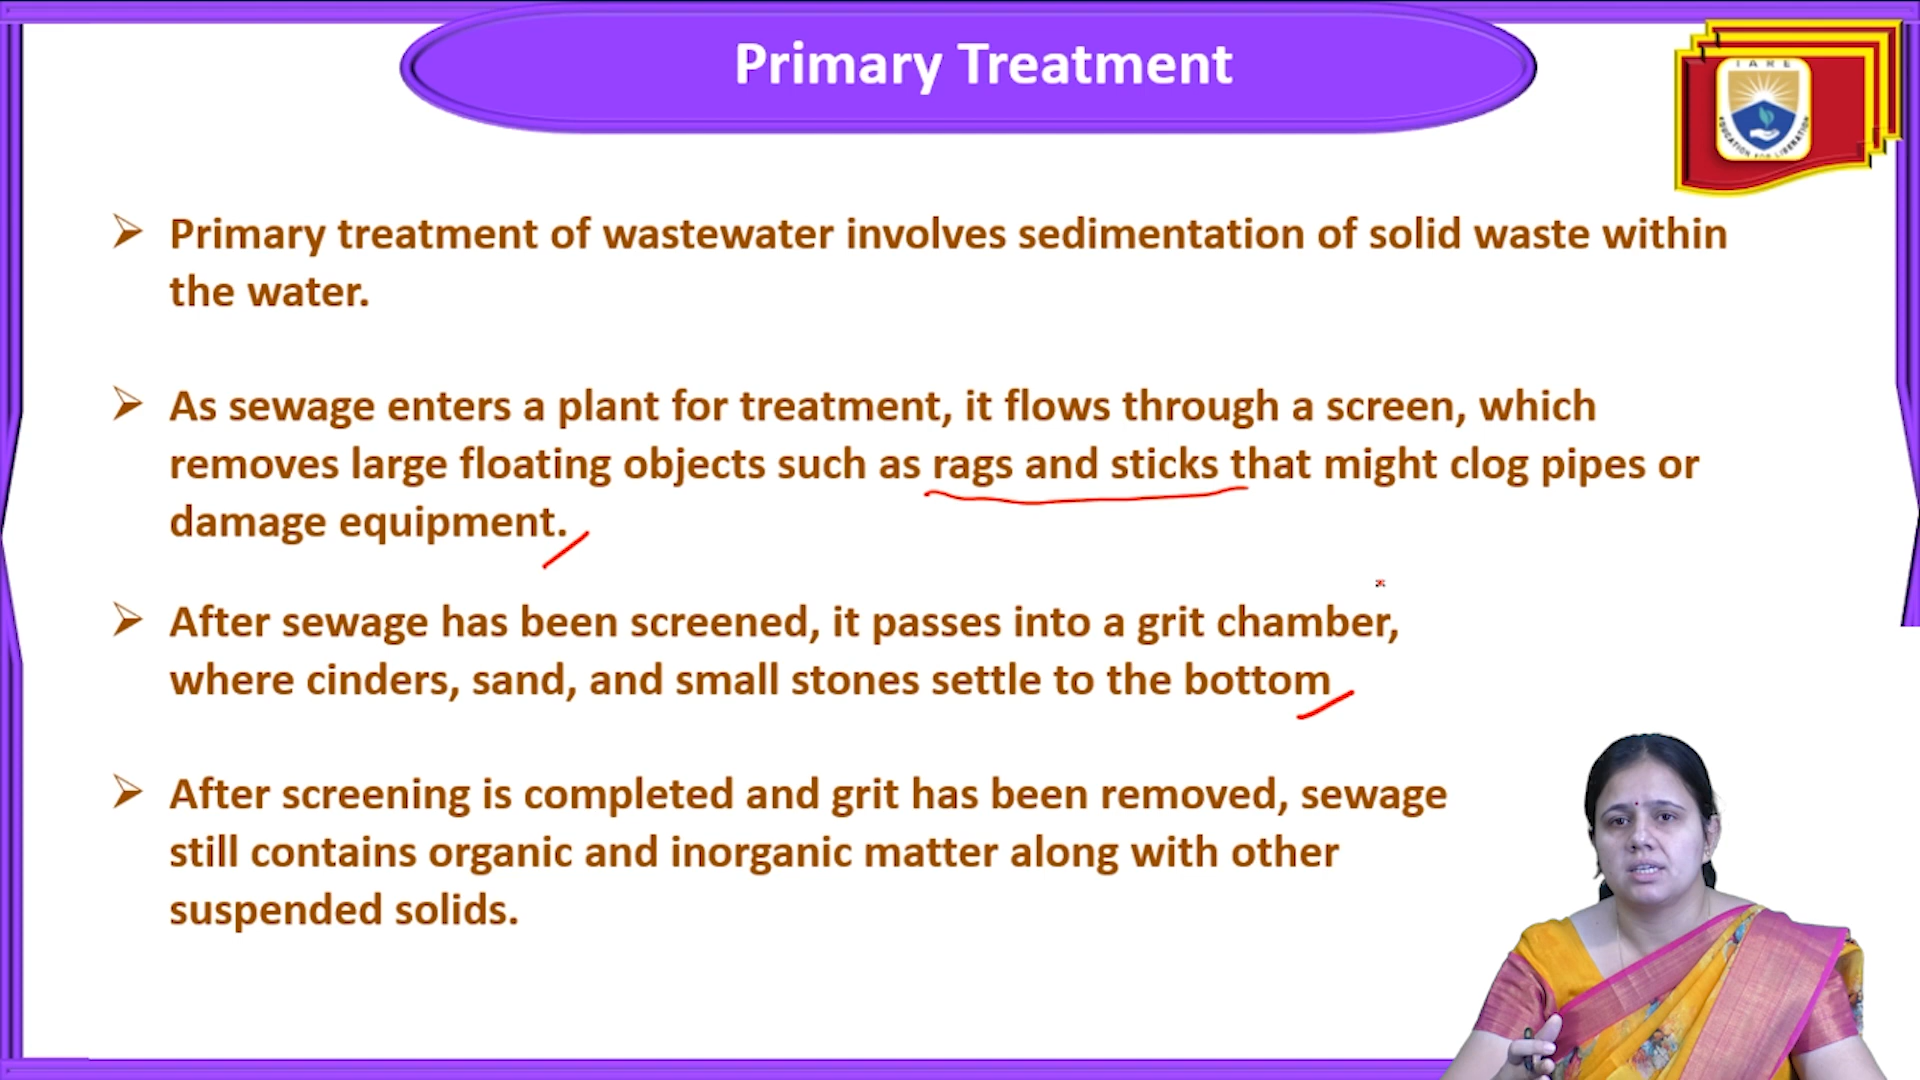 Primary Treatment
IARE
EDUCATION FOR LIBERATION
➢ Primary treatment of wastewater involves sedimentation of solid waste within
the water.
➢ As sewage enters a plant for treatment, it flows through a screen, which
removes large floating objects such as rags and sticks that might clog pipes or
damage equipment.
➢ After sewage has been screened, it passes into a grit chamber,
where cinders, sand, and small stones settle to the bottom
➢ After screening is completed and grit has been removed, sewage
still contains organic and inorganic matter along with other
suspended solids.